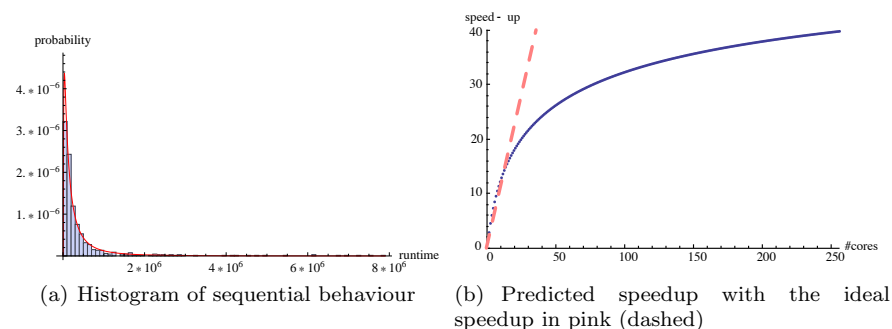 probability
4. * 10^-6
3. * 10^-6
2. * 10^-6
1. * 10^-6
2 * 10^6
4 * 10^6
6 * 10^6
8 * 10^6
runtime
(a) Histogram of sequential behaviour
speed - up
40
30
20
10
0
0
50
100
150
200
250
#cores
(b) Predicted speedup with the ideal
speedup in pink (dashed)